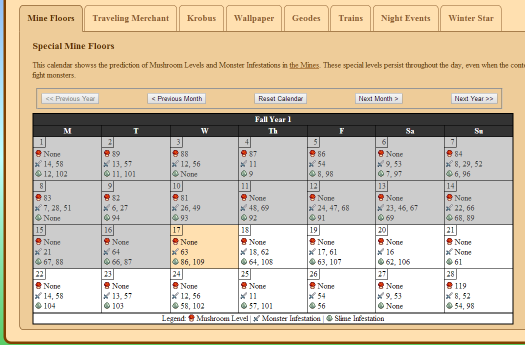 Mine Floors Traveling Merchant Krobus Wallpaper Geodes Trains Night Events Winter Star
Special Mine Floors
This calendar showss the prediction of Mushroom Levels and Monster Infestations in the Mines. These special levels persist throughout the day, even when the
fight monsters.
<< Previous Year < Previous Month Reset Calendar Next Month > Next Year >>
Fall Year 1
M T W Th F Sa Su
1 2 3 4 5 6 7
None 89 88 87 86 None 84
14, 58 13, 57 12, 56 11 54 9, 53 8, 29, 52
12, 102 11, 101 None 9 8, 98 7, 97 6, 96
8 9 10 11 12 13 14
83 82 81 None None None None
7, 28, 51 6, 27 26, 49 48, 69 24, 47, 68 23, 46, 67 22, 66
None 94 93 92 91 69 68, 89
15 16 17 18 19 20 21
None None None None None None None
21 64 63 18, 62 17, 61 16 None
67, 88 66, 87 86, 109 64, 108 63, 107 62, 106 61
22 23 24 25 26 27 28
None None None None None None 119
14, 58 13, 57 12, 56 11 54 9, 53 8, 52
104 103 58, 102 57, 101 56 None 54, 98
Legend: Mushroom Level | Monster Infestation | Slime Infestation